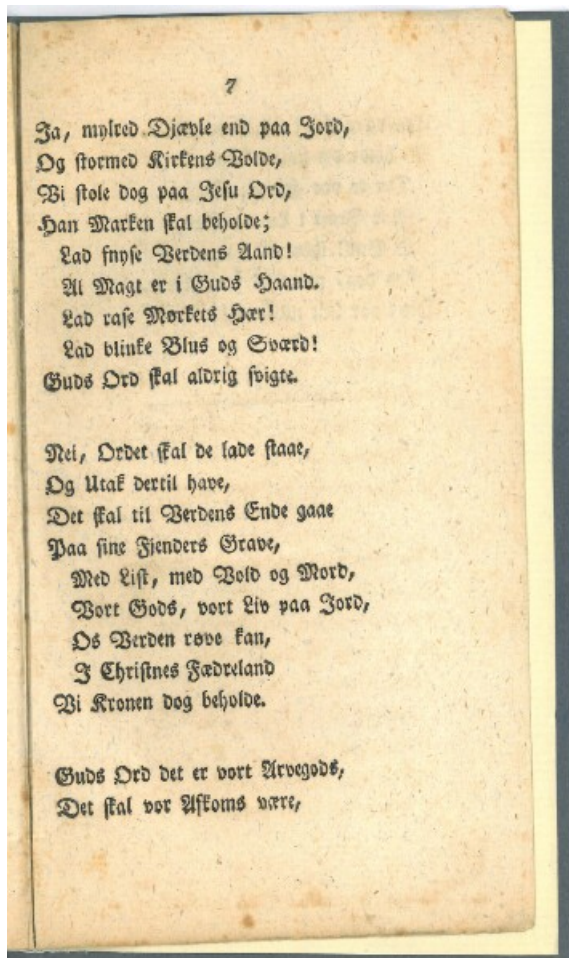 7
Ja, mylred Djævle end paa Jord,
Og stormed Kirkens Volde,
Vi stole dog paa Jesu Ord,
Han Marken skal beholde;
Lad fnyse Verdens Aand!
Al Magt er i Guds Haand.
Lad rase Mørkets Hær!
Lad blinke Blus og Sværd!
Guds Ord skal aldrig svigte.
Nei, Ordet skal de lade staae,
Og Utak dertil have,
Det skal til Verdens Ende gaae
Paa sine Fjenders Grave,
Med List, med Vold og Mord,
Vort Gods, vort Liv paa Jord,
Os Verden røve kan,
I Christnes Fædreland
Vi Kronen dog beholde.
Guds Ord det er vort Arvegods,
Det skal vor Afkoms være,